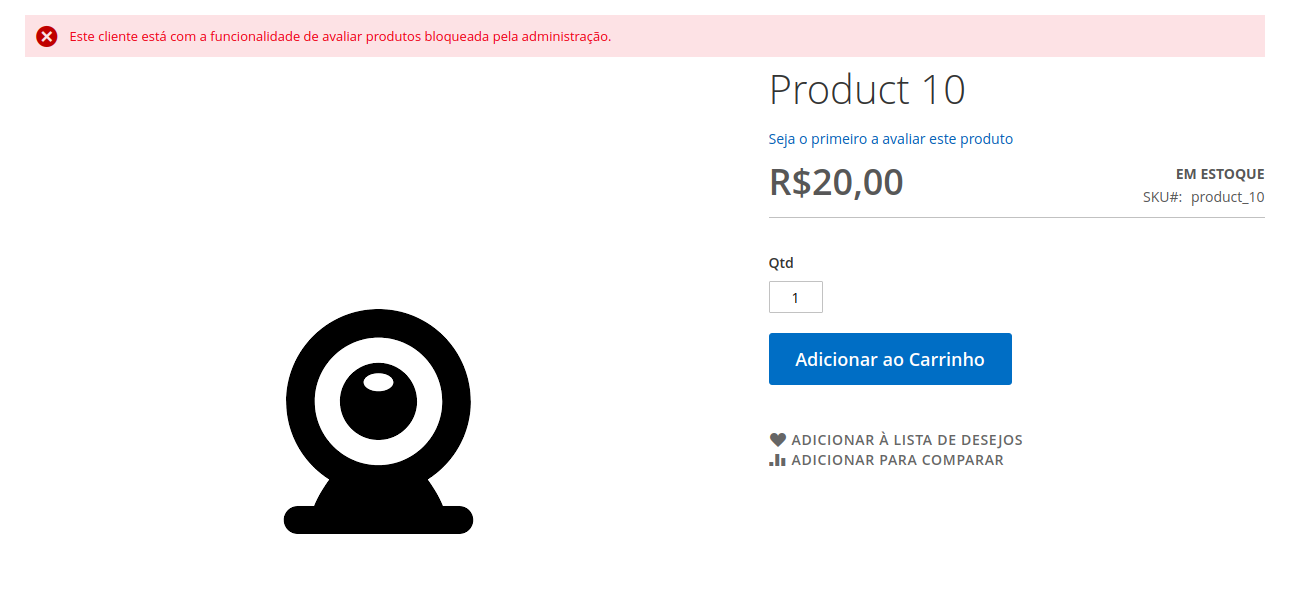 Este cliente está com a funcionalidade de avaliar produtos bloqueada pela administração.
Product 10
Seja o primeiro a avaliar este produto
R$20,00
EM ESTOQUE
SKU#: product_10
Qtd
1
Adicionar ao Carrinho
ADICIONAR À LISTA DE DESEJOS
ADICIONAR PARA COMPARAR